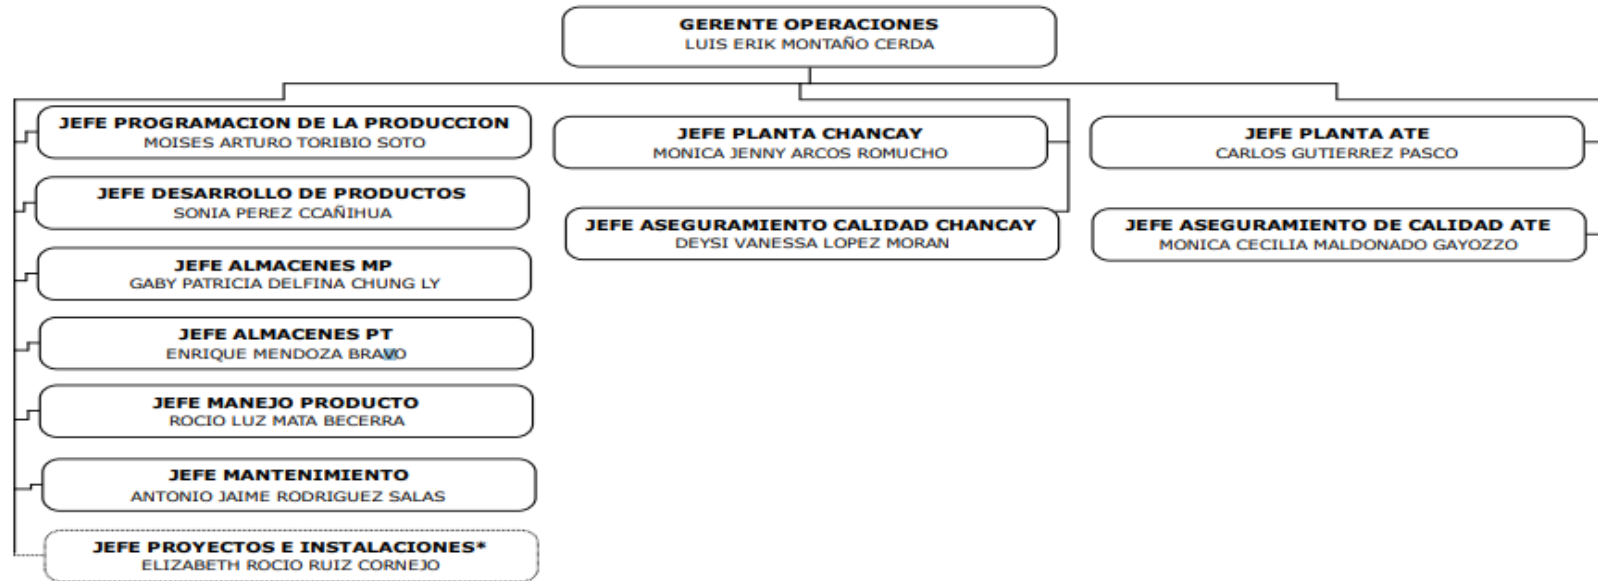 GERENTE OPERACIONES
LUIS ERIK MONTAÑO CERDA
JEFE PROGRAMACION DE LA PRODUCCION
MOISES ARTURO TORIBIO SOTO
JEFE DESARROLLO DE PRODUCTOS
SONIA PEREZ CCAÑIHUA
JEFE ALMACENES MP
GABY PATRICIA DELFINA CHUNG LY
JEFE ALMACENES PT
ENRIQUE MENDOZA BRAVO
JEFE MANEJO PRODUCTO
ROCIO LUZ MATA BECERRA
JEFE MANTENIMIENTO
ANTONIO JAIME RODRIGUEZ SALAS
JEFE PROYECTOS E INSTALACIONES*
ELIZABETH ROCIO RUIZ CORNEJO
JEFE PLANTA CHANCAY
MONICA JENNY ARCOS ROMUCHO
JEFE ASEGURAMIENTO CALIDAD CHANCAY
DEYSI VANESSA LOPEZ MORAN
JEFE PLANTA ATE
CARLOS GUTIERREZ PASCO
JEFE ASEGURAMIENTO DE CALIDAD ATE
MONICA CECILIA MALDONADO GAYOZZO